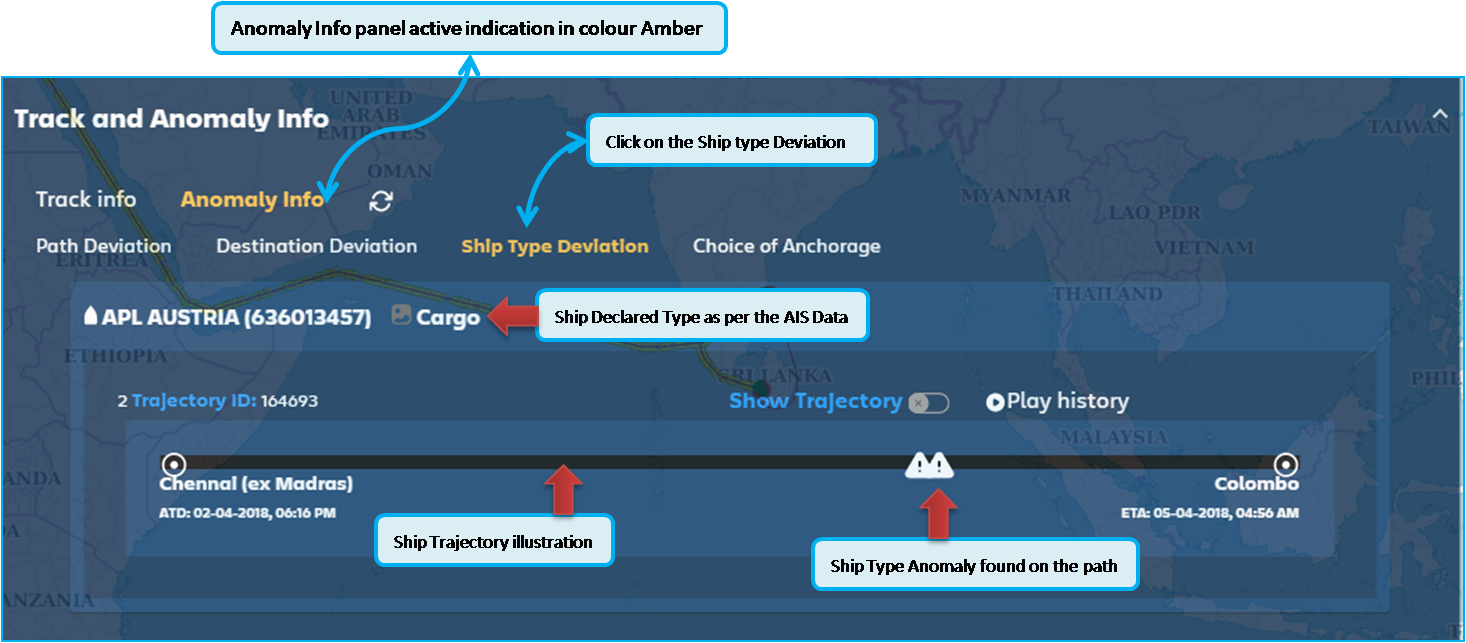 Anomaly Info panel active indication in colour Amber
UNITED
ARAB
EMIRATES
Track and Anomaly Info
TAIWAN
Click on the Ship type Deviation
OMAN
MYANMAR
Track info Anomaly Info
LAO PDR
Path Deviation Destination Deviation Ship Type Deviation Choice of Anchorage
VIETNAM
ERITREA
THAILAND
APL AUSTRIA (636013457) Cargo
Ship Declared Type as per the AIS Data
ETHIOPIA
SRI LANKA
PHIL
2 Trajectory ID: 164693 Show Trajectory Play history
MALAYSIA
ANDA
Chennai (ex Madras) Colombo
ATD: 02-04-2018, 06:16 PM ETA: 05-04-2018, 04:56 AM
Ship Trajectory illustration
Ship Type Anomaly found on the path
ANZANIA